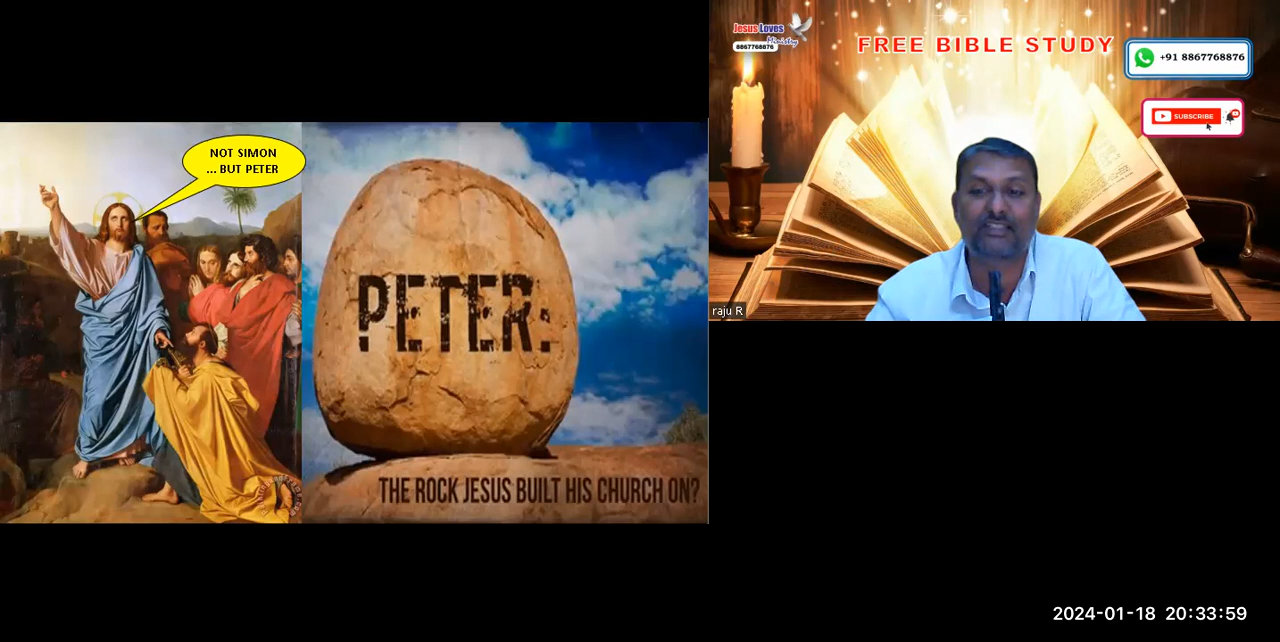 NOT SIMON
... BUT PETER
PETER:
THE ROCK JESUS BUILT HIS CHURCH ON?
Jesus Loves
Ministry
8867768876
FREE BIBLE STUDY
+91 8867768876
SUBSCRIBE
raju R
2024-01-18 20:33:59